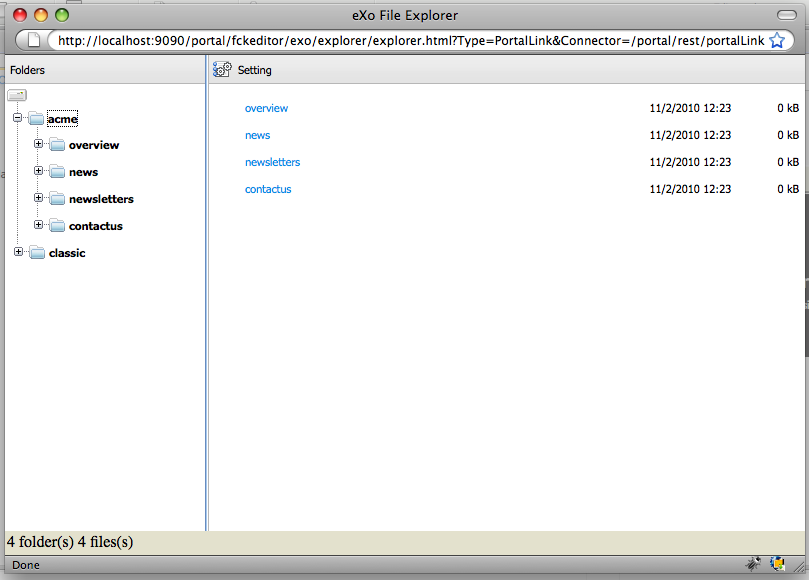 eXo File Explorer
http://localhost:9090/portal/fckeditor/exo/explorer/explorer.html?Type=PortalLink&Connector=/portal/rest/portalLink
Folders
Setting
acme
overview
news
newsletters
contactus
classic
overview 11/2/2010 12:23 0 kB
news 11/2/2010 12:23 0 kB
newsletters 11/2/2010 12:23 0 kB
contactus 11/2/2010 12:23 0 kB
4 folder(s) 4 files(s)
Done